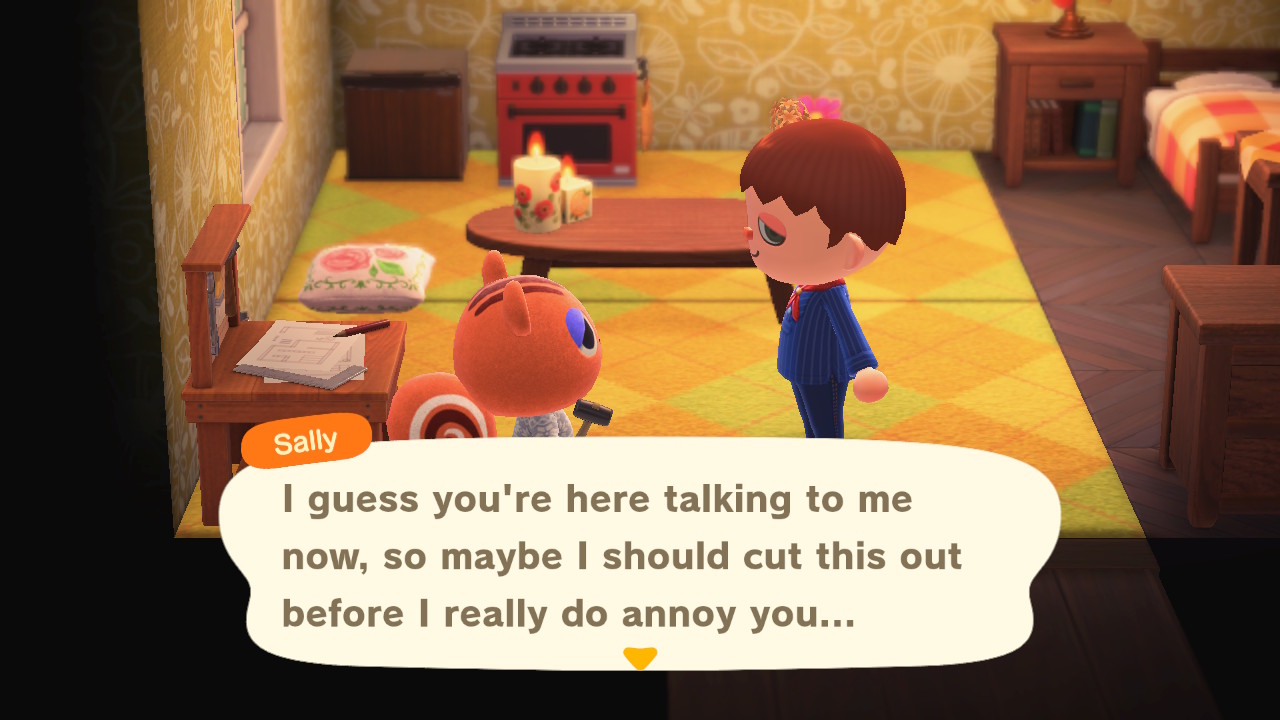 Sally
I guess you're here talking to me
now, so maybe I should cut this out
before I really do annoy you...